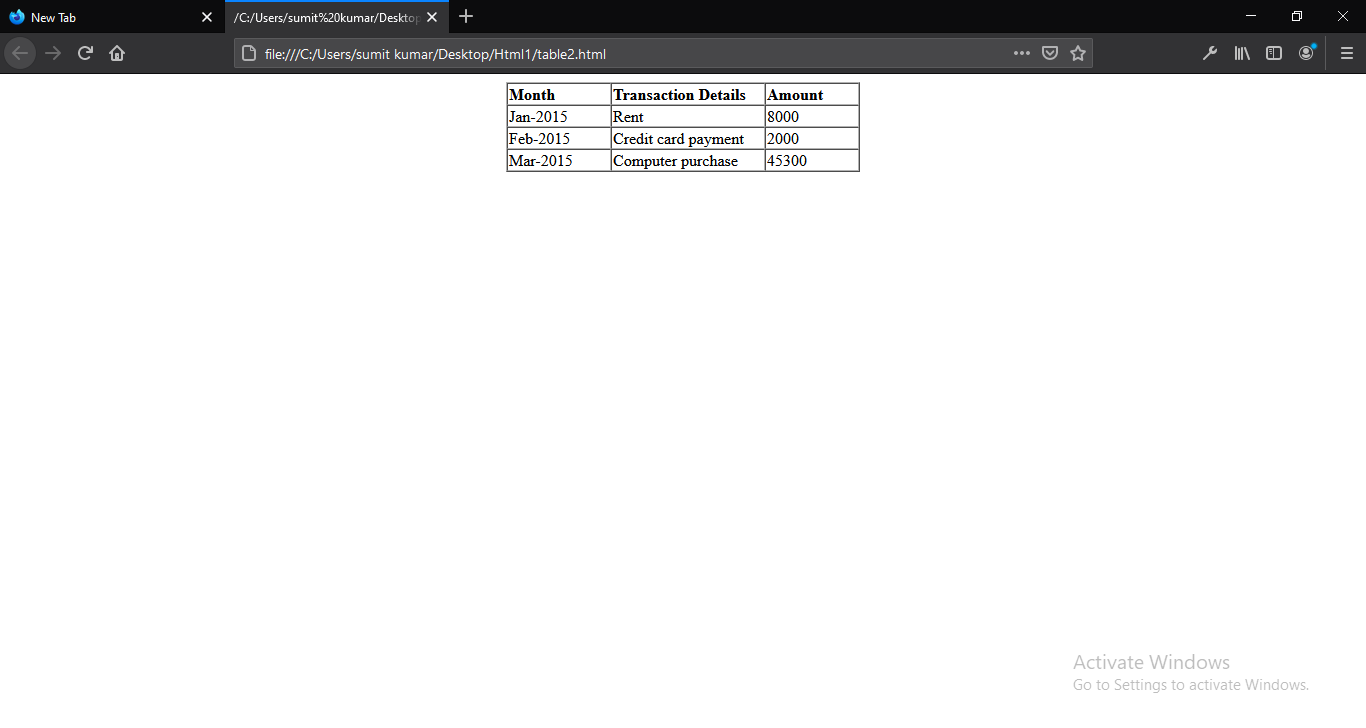 New Tab
/C:/Users/sumit%20kumar/Desktop
file:///C:/Users/sumit kumar/Desktop/Html1/table2.html
Month Transaction Details Amount
Jan-2015 Rent 8000
Feb-2015 Credit card payment 2000
Mar-2015 Computer purchase 45300
Activate Windows
Go to Settings to activate Windows.